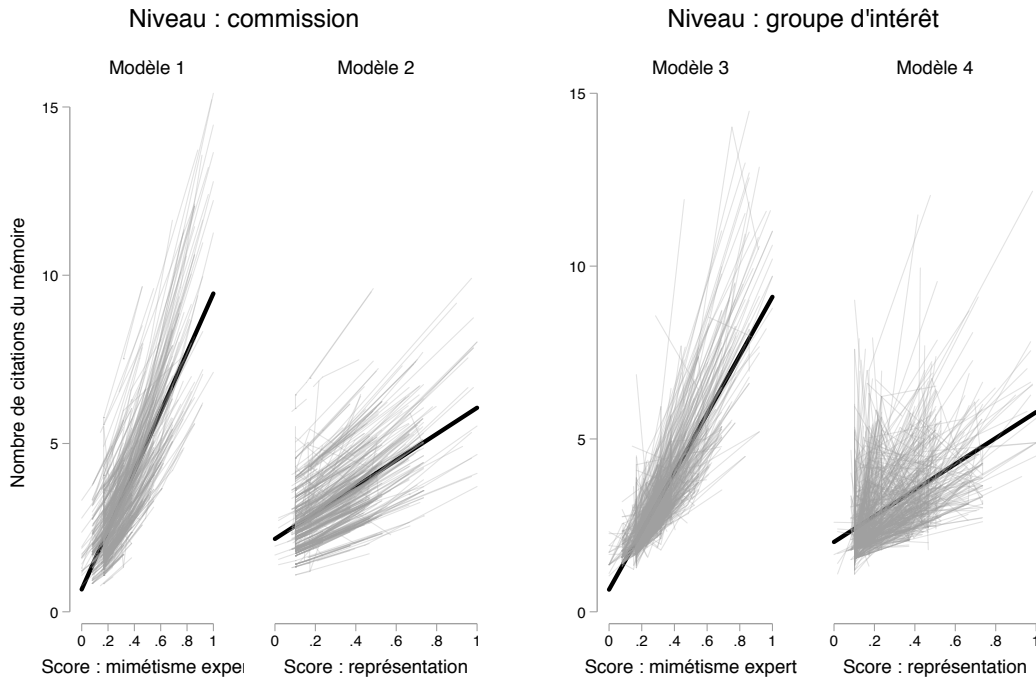 Niveau : commission
Niveau : groupe d'intérêt
Modèle 1
Modèle 2
Modèle 3
Modèle 4
Nombre de citations du mémoire
15
10
5
0
15
10
5
0
0 .2 .4 .6 .8 1
0 .2 .4 .6 .8 1
0 .2 .4 .6 .8 1
0 .2 .4 .6 .8 1
Score : mimétisme exper
Score : représentation
Score : mimétisme expert
Score : représentation